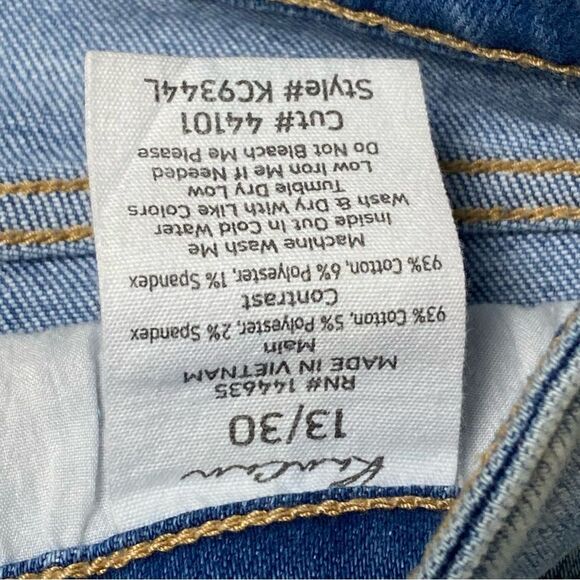 KanCan
13/30
RN# 144635
MADE IN VIETNAM
Main
93% Cotton, 5% Polyester, 2% Spandex
Contrast
93% Cotton, 6% Polyester, 1% Spandex
Machine Wash Me
Inside Out In Cold Water
Wash & Dry With Like Colors
Tumble Dry Low
Low Iron Me If Needed
Do Not Bleach Me Please
Cut# 44101
Style# KC9344L